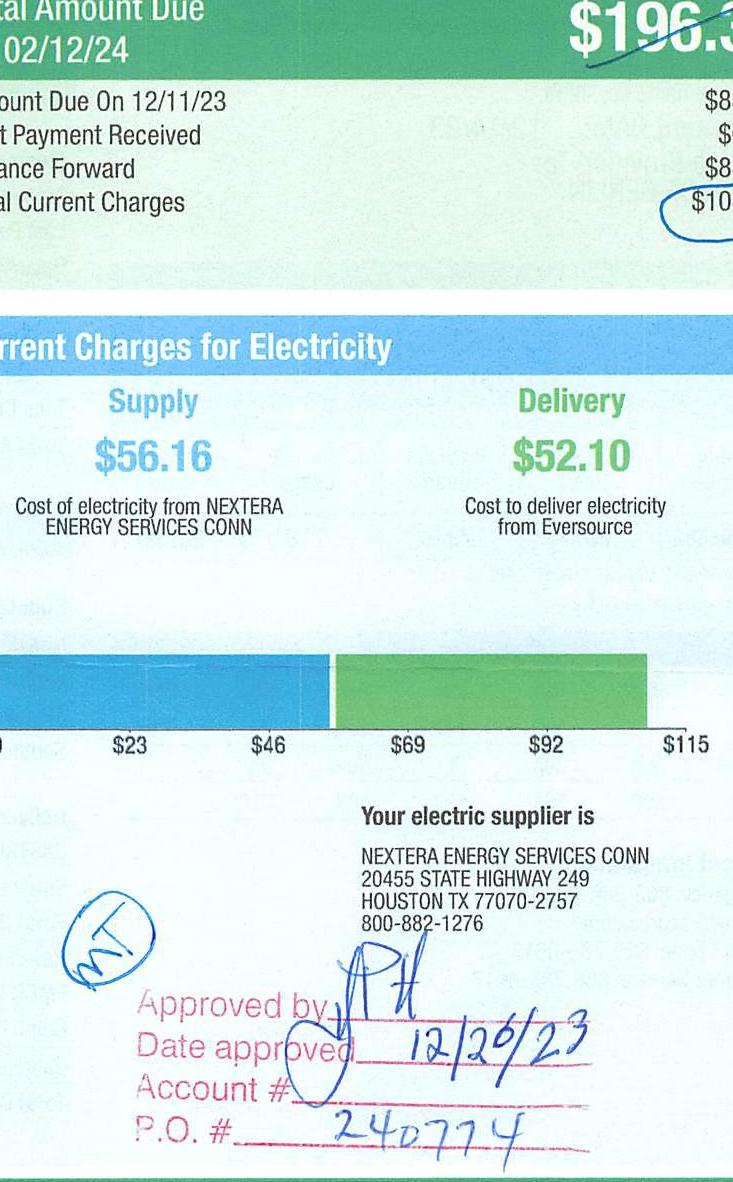 tal Amount Due
02/12/24
$196.3
ount Due On 12/11/23
$8
t Payment Received
ance Forward
$8
al Current Charges
$10
rrent Charges for Electricity
Supply
Delivery
$56.16
$52.10
Cost of electricity from NEXTERA
ENERGY SERVICES CONN
Cost to deliver electricity
from Eversource
$23 $46 $69 $92 $115
Your electric supplier is
NEXTERA ENERGY SERVICES CONN
20455 STATE HIGHWAY 249
HOUSTON TX 77070-2757
800-882-1276
MT
Approved by PH
Date approved 12/20/23
Account #
P.O. # 240774